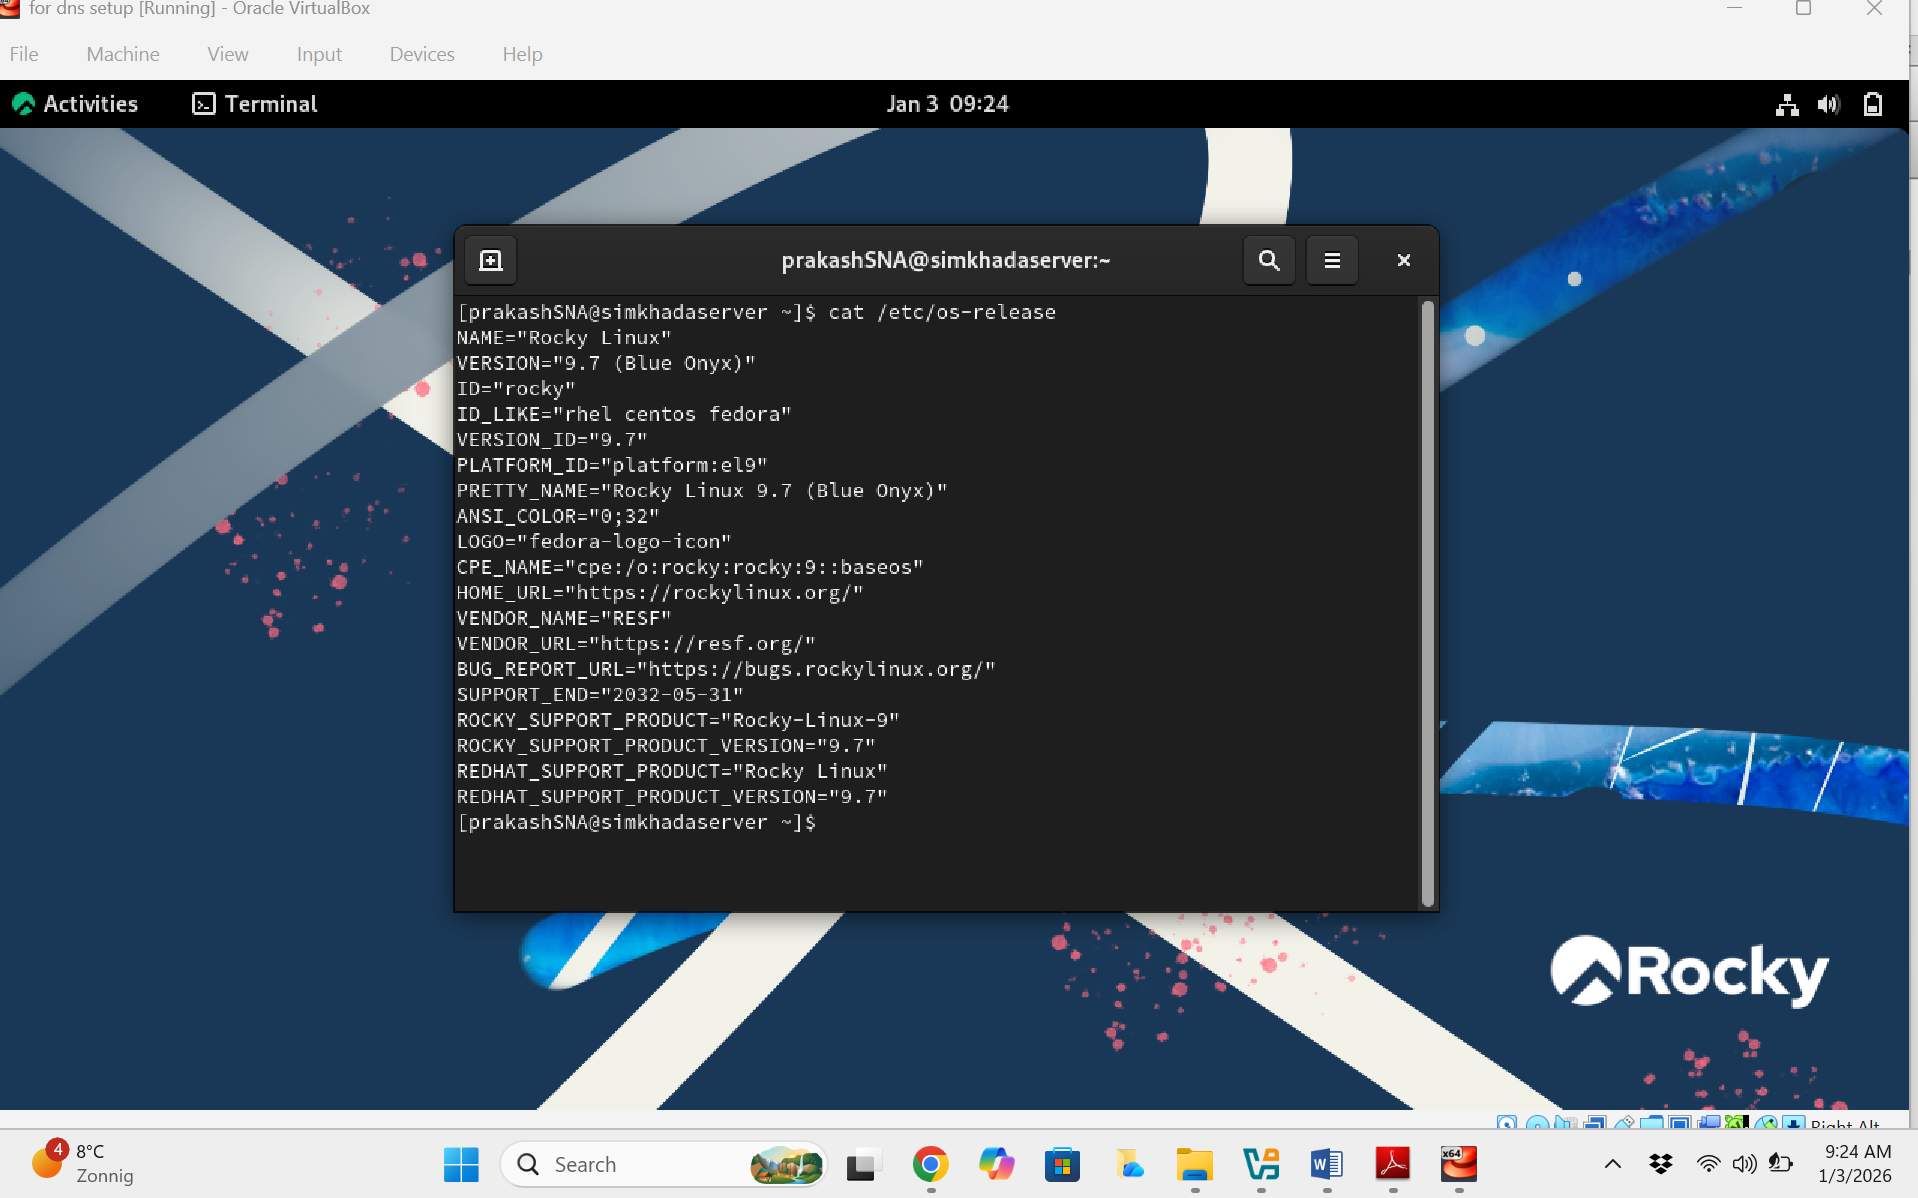 for dns setup [Running] - Oracle VirtualBox
File Machine View Input Devices Help
Activities Terminal Jan 3 09:24
prakashSNA@simkhadaserver:~
[prakashSNA@simkhadaserver ~]$ cat /etc/os-release
NAME="Rocky Linux"
VERSION="9.7 (Blue Onyx)"
ID="rocky"
ID_LIKE="rhel centos fedora"
VERSION_ID="9.7"
PLATFORM_ID="platform:el9"
PRETTY_NAME="Rocky Linux 9.7 (Blue Onyx)"
ANSI_COLOR="0;32"
LOGO="fedora-logo-icon"
CPE_NAME="cpe:/o:rocky:rocky:9::baseos"
HOME_URL="https://rockylinux.org/"
VENDOR_NAME="RESF"
VENDOR_URL="https://resf.org/"
BUG_REPORT_URL="https://bugs.rockylinux.org/"
SUPPORT_END="2032-05-31"
ROCKY_SUPPORT_PRODUCT="Rocky-Linux-9"
ROCKY_SUPPORT_PRODUCT_VERSION="9.7"
REDHAT_SUPPORT_PRODUCT="Rocky Linux"
REDHAT_SUPPORT_PRODUCT_VERSION="9.7"
[prakashSNA@simkhadaserver ~]$
Rocky
Right Alt
4 8°C
Zonnig
Search
x64
9:24 AM
1/3/2026